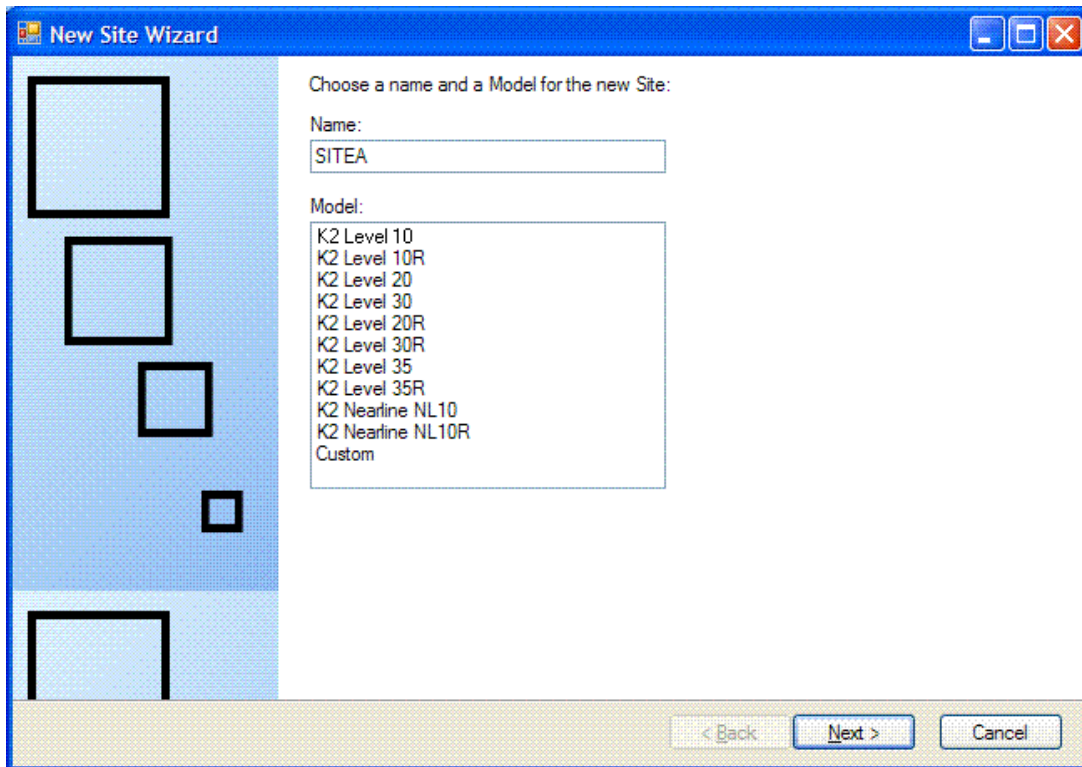 New Site Wizard
Choose a name and a Model for the new Site:
Name:
SITEA
Model:
K2 Level 10
K2 Level 10R
K2 Level 20
K2 Level 30
K2 Level 20R
K2 Level 30R
K2 Level 35
K2 Level 35R
K2 Nearline NL10
K2 Nearline NL10R
Custom
< Back
Next >
Cancel